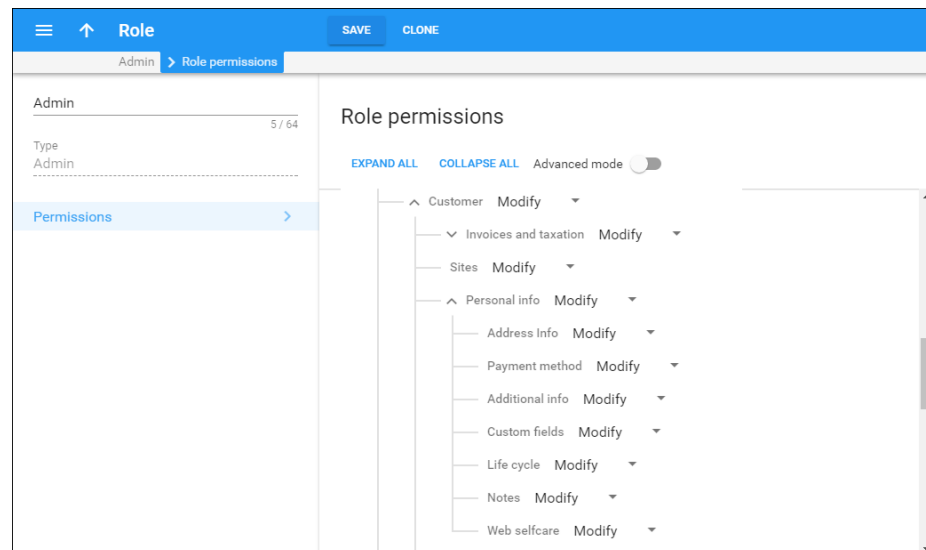 Role SAVE CLONE
Admin Role permissions
Admin
5 / 64
Type
Admin
Permissions
Role permissions
EXPAND ALL COLLAPSE ALL Advanced mode
Customer Modify
Invoices and taxation Modify
Sites Modify
Personal info Modify
Address Info Modify
Payment method Modify
Additional info Modify
Custom fields Modify
Life cycle Modify
Notes Modify
Web selfcare Modify